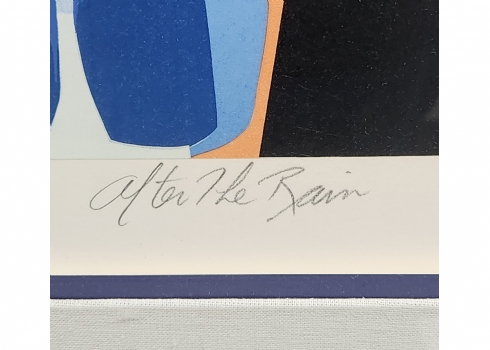 After The Rain